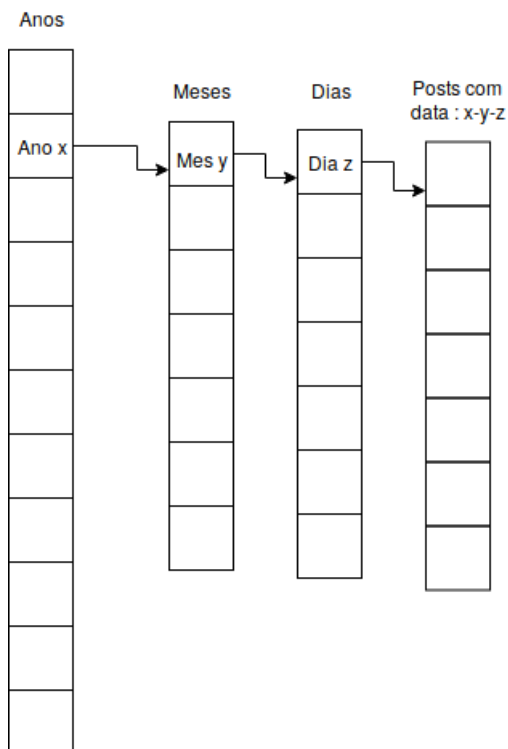 Anos
Meses
Dias
Posts com
data : x-y-z
Ano x
Mes y
Dia z